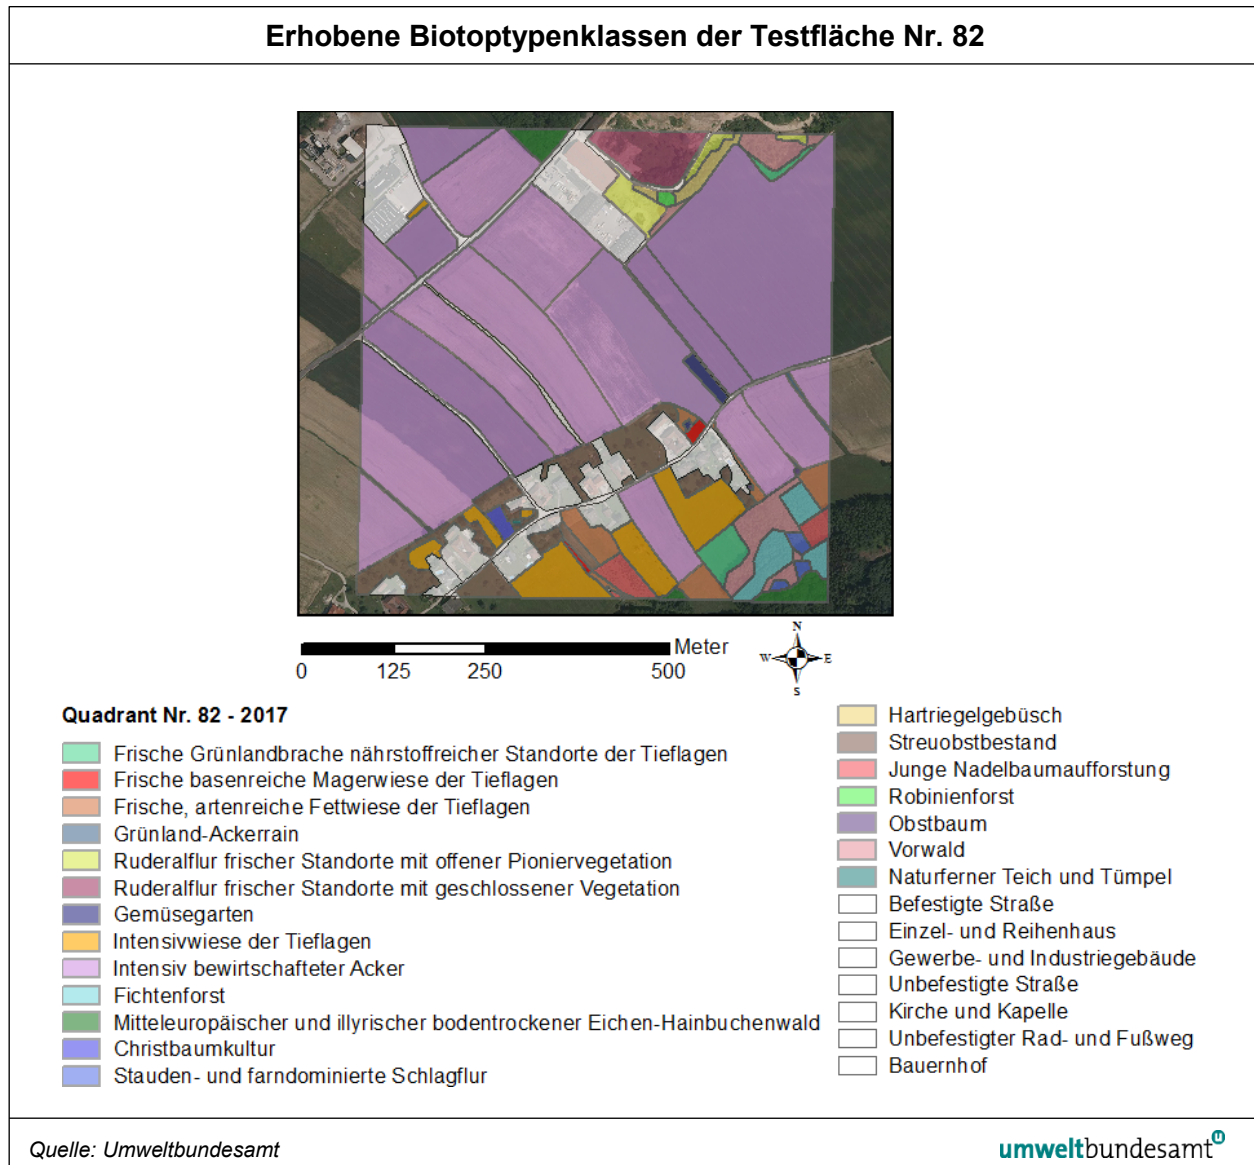 Erhobene Biotoptypenklassen der Testfläche Nr. 82
N
W E
S
Meter
0 125 250 500
Quadrant Nr. 82 - 2017
Frische Grünlandbrache nährstoffreicher Standorte der Tieflagen
Frische basenreiche Magerwiese der Tieflagen
Frische, artenreiche Fettwiese der Tieflagen
Grünland-Ackerrain
Ruderalflur frischer Standorte mit offener Pioniervegetation
Ruderalflur frischer Standorte mit geschlossener Vegetation
Gemüsegarten
Intensivwiese der Tieflagen
Intensiv bewirtschafteter Acker
Fichtenforst
Mitteleuropäischer und illyrischer bodentrockener Eichen-Hainbuchenwald
Christbaumkultur
Stauden- und farndominierte Schlagflur
Hartriegelgebüsch
Streuobstbestand
Junge Nadelbaumaufforstung
Robinienforst
Obstbaum
Vorwald
Naturferner Teich und Tümpel
Befestigte Straße
Einzel- und Reihenhaus
Gewerbe- und Industriegebäude
Unbefestigte Straße
Kirche und Kapelle
Unbefestigter Rad- und Fußweg
Bauernhof
Quelle: Umweltbundesamt
umweltbundesamt u